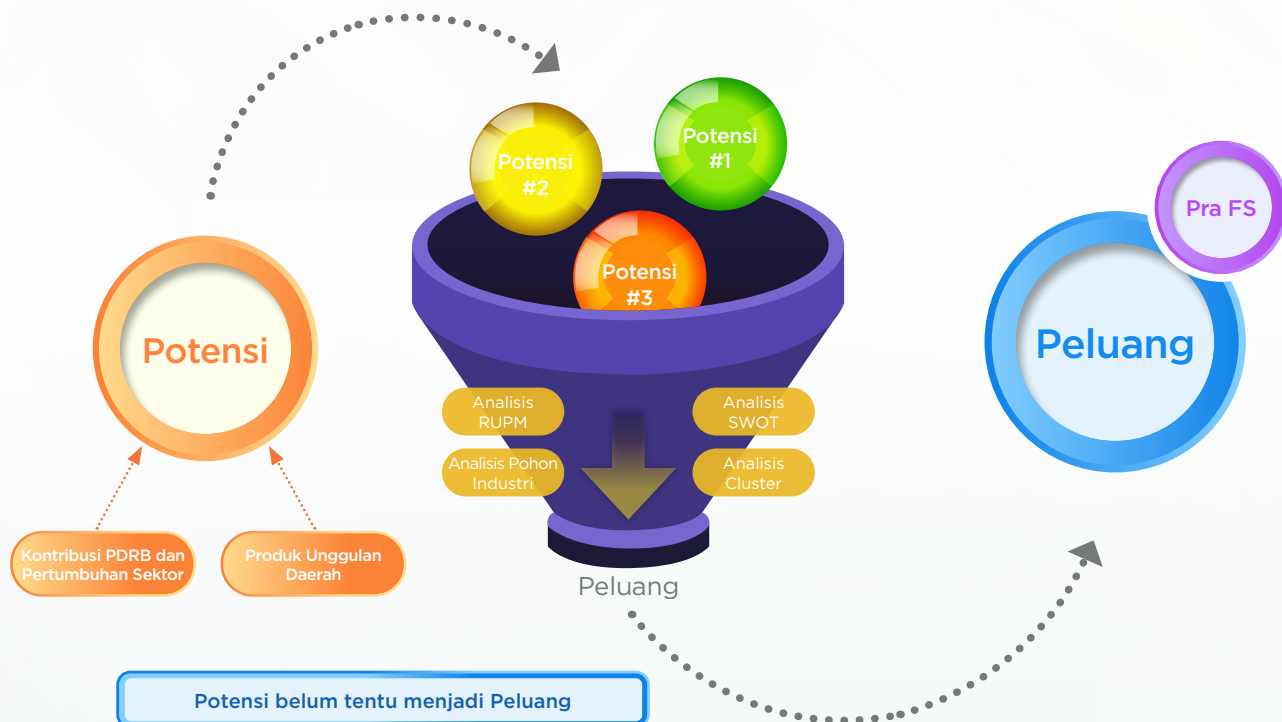 Potensi
Kontribusi PDRB dan
Pertumbuhan Sektor
Produk Unggulan
Daerah
Potensi
#2
Potensi
#1
Potensi
#3
Analisis
RUPM
Analisis
SWOT
Analisis Pohon
Industri
Analisis
Cluster
Peluang
Peluang
Pra FS
Potensi belum tentu menjadi Peluang